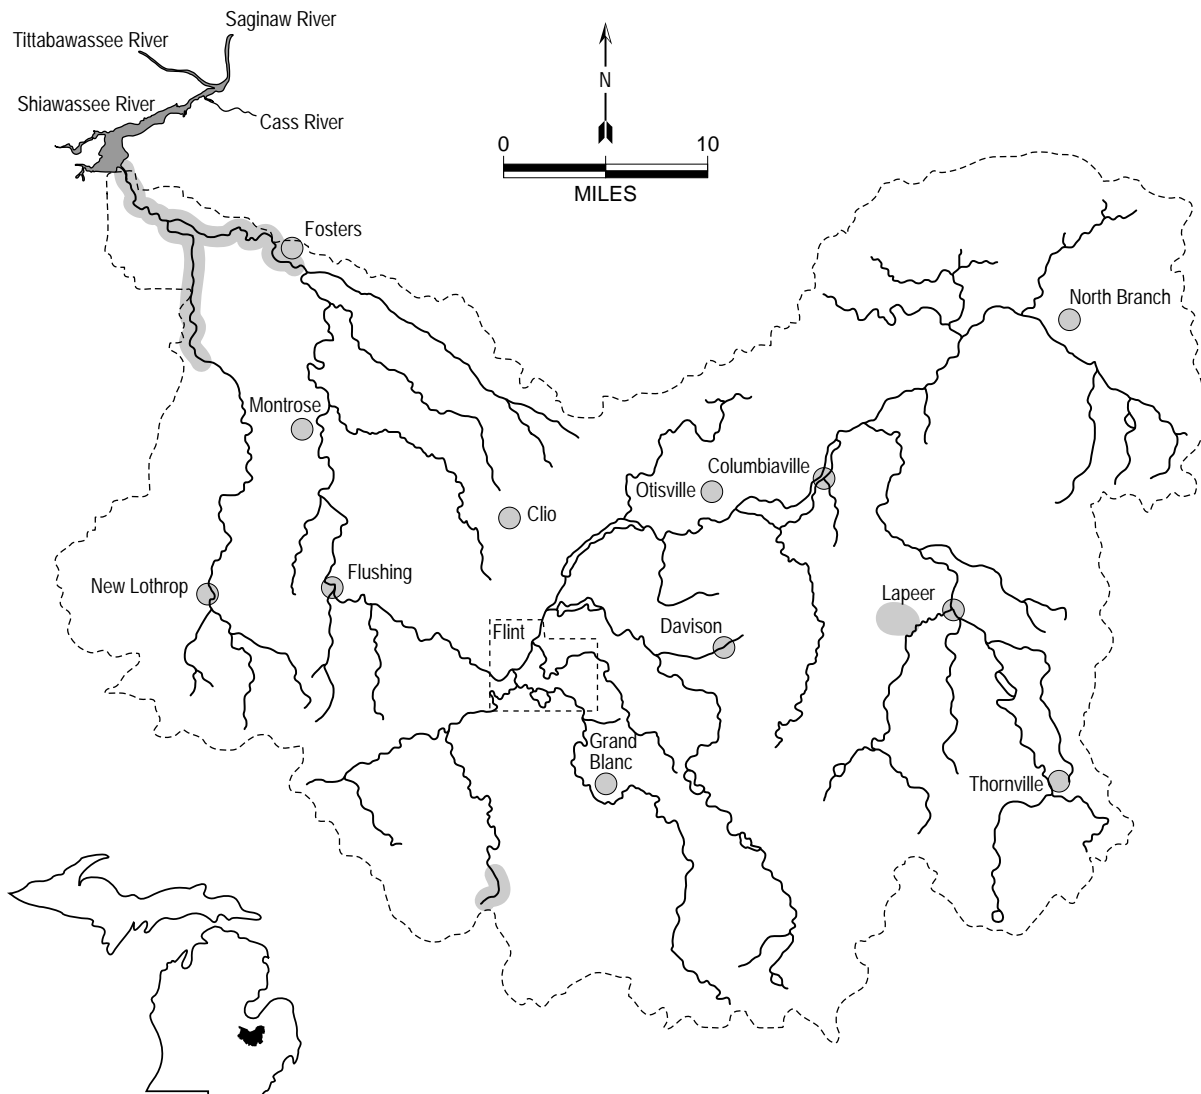 Saginaw River
Tittabawassee River
Shiawassee River
Cass River
N
0 10
MILES
Fosters
North Branch
Montrose
Columbiaville
Otisville
Clio
New Lothrop
Flushing
Lapeer
Flint
Davison
Grand
Blanc
Thornville